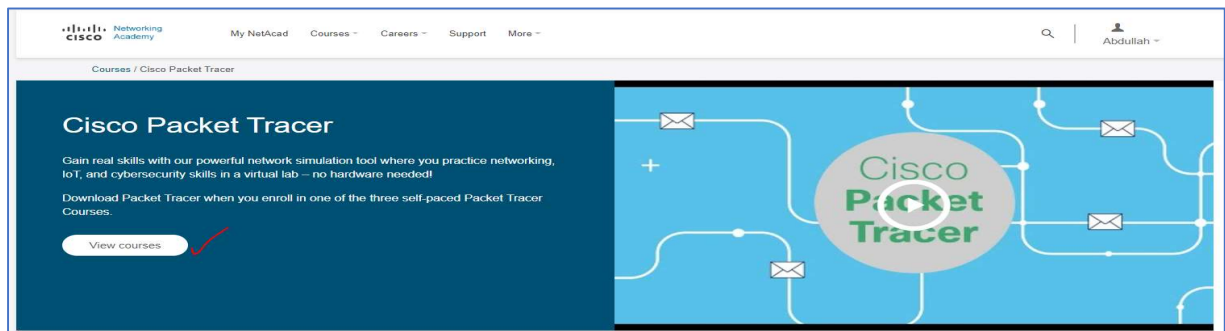 CISCO Networking Academy
My NetAcad Courses Careers Support More
Abdullah
Courses / Cisco Packet Tracer
Cisco Packet Tracer
Gain real skills with our powerful network simulation tool where you practice networking,
IoT, and cybersecurity skills in a virtual lab – no hardware needed!
Download Packet Tracer when you enroll in one of the three self-paced Packet Tracer
Courses.
View courses
Cisco
Packet
Tracer